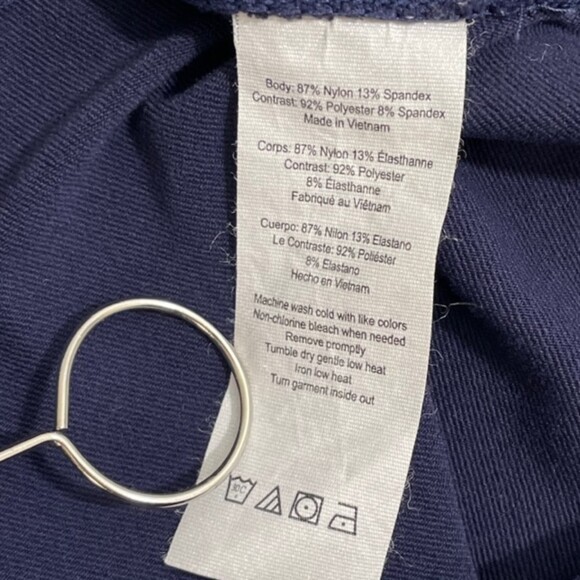 Body: 87% Nylon 13% Spandex
Contrast: 92% Polyester 8% Spandex
Made in Vietnam
Corps: 87% Nylon 13% Élasthanne
Contrast: 92% Polyester
8% Élasthanne
Fabriqué au Viêtnam
Cuerpo: 87% Nilon 13% Elastano
Le Contraste: 92% Poliéster
8% Elastano
Hecho en Vietnam
Machine wash cold with like colors
Non-chlorine bleach when needed
Remove promptly
Tumble dry gentle low heat
Iron low heat
Turn garment inside out
30C